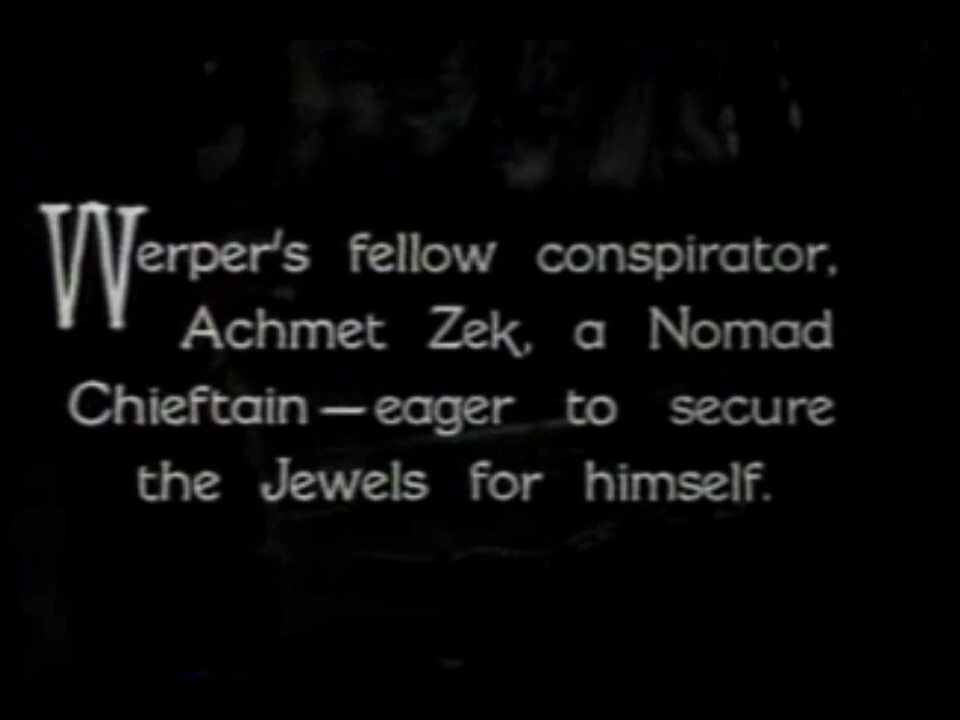 Werper's fellow conspirator,
Achmet Zek, a Nomad
Chieftain—eager to secure
the Jewels for himself.